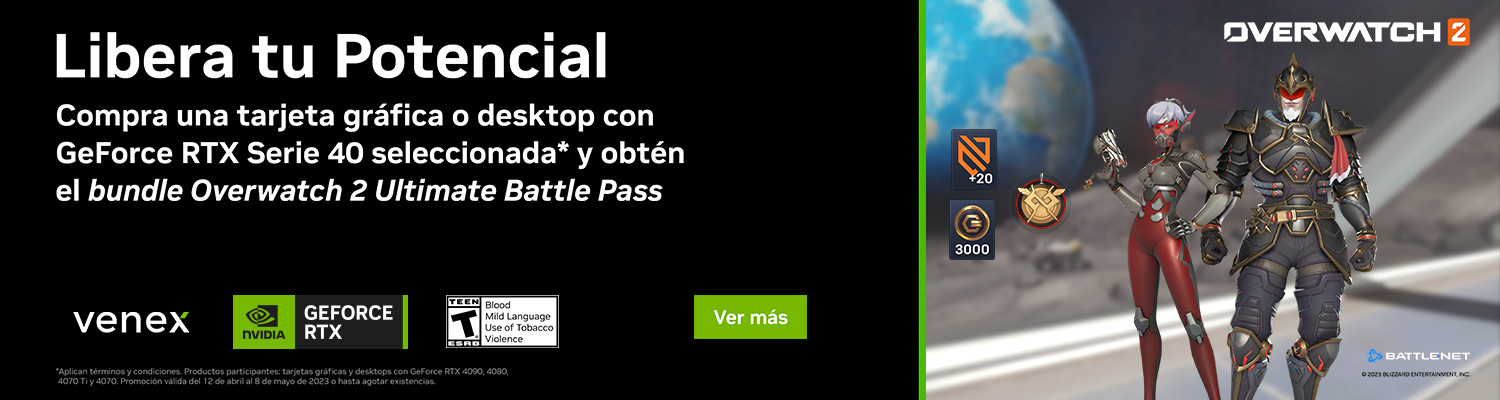 Libera tu Potencial
Compra una tarjeta gráfica o desktop con
GeForce RTX Serie 40 seleccionada* y obtén
el bundle Overwatch 2 Ultimate Battle Pass
venex
NVIDIA
GEFORCE
RTX
TEEN
T
ESRB
Blood
Mild Language
Use of Tobacco
Violence
Ver más
*Aplican términos y condiciones. Productos participantes: tarjetas gráficas y desktops con GeForce RTX 4090, 4080,
4070 Ti y 4070. Promoción válida del 12 de abril al 8 de mayo de 2023 o hasta agotar existencias.
OVERWATCH 2
+20
3000
BATTLE.NET
© 2023 BLIZZARD ENTERTAINMENT, INC.